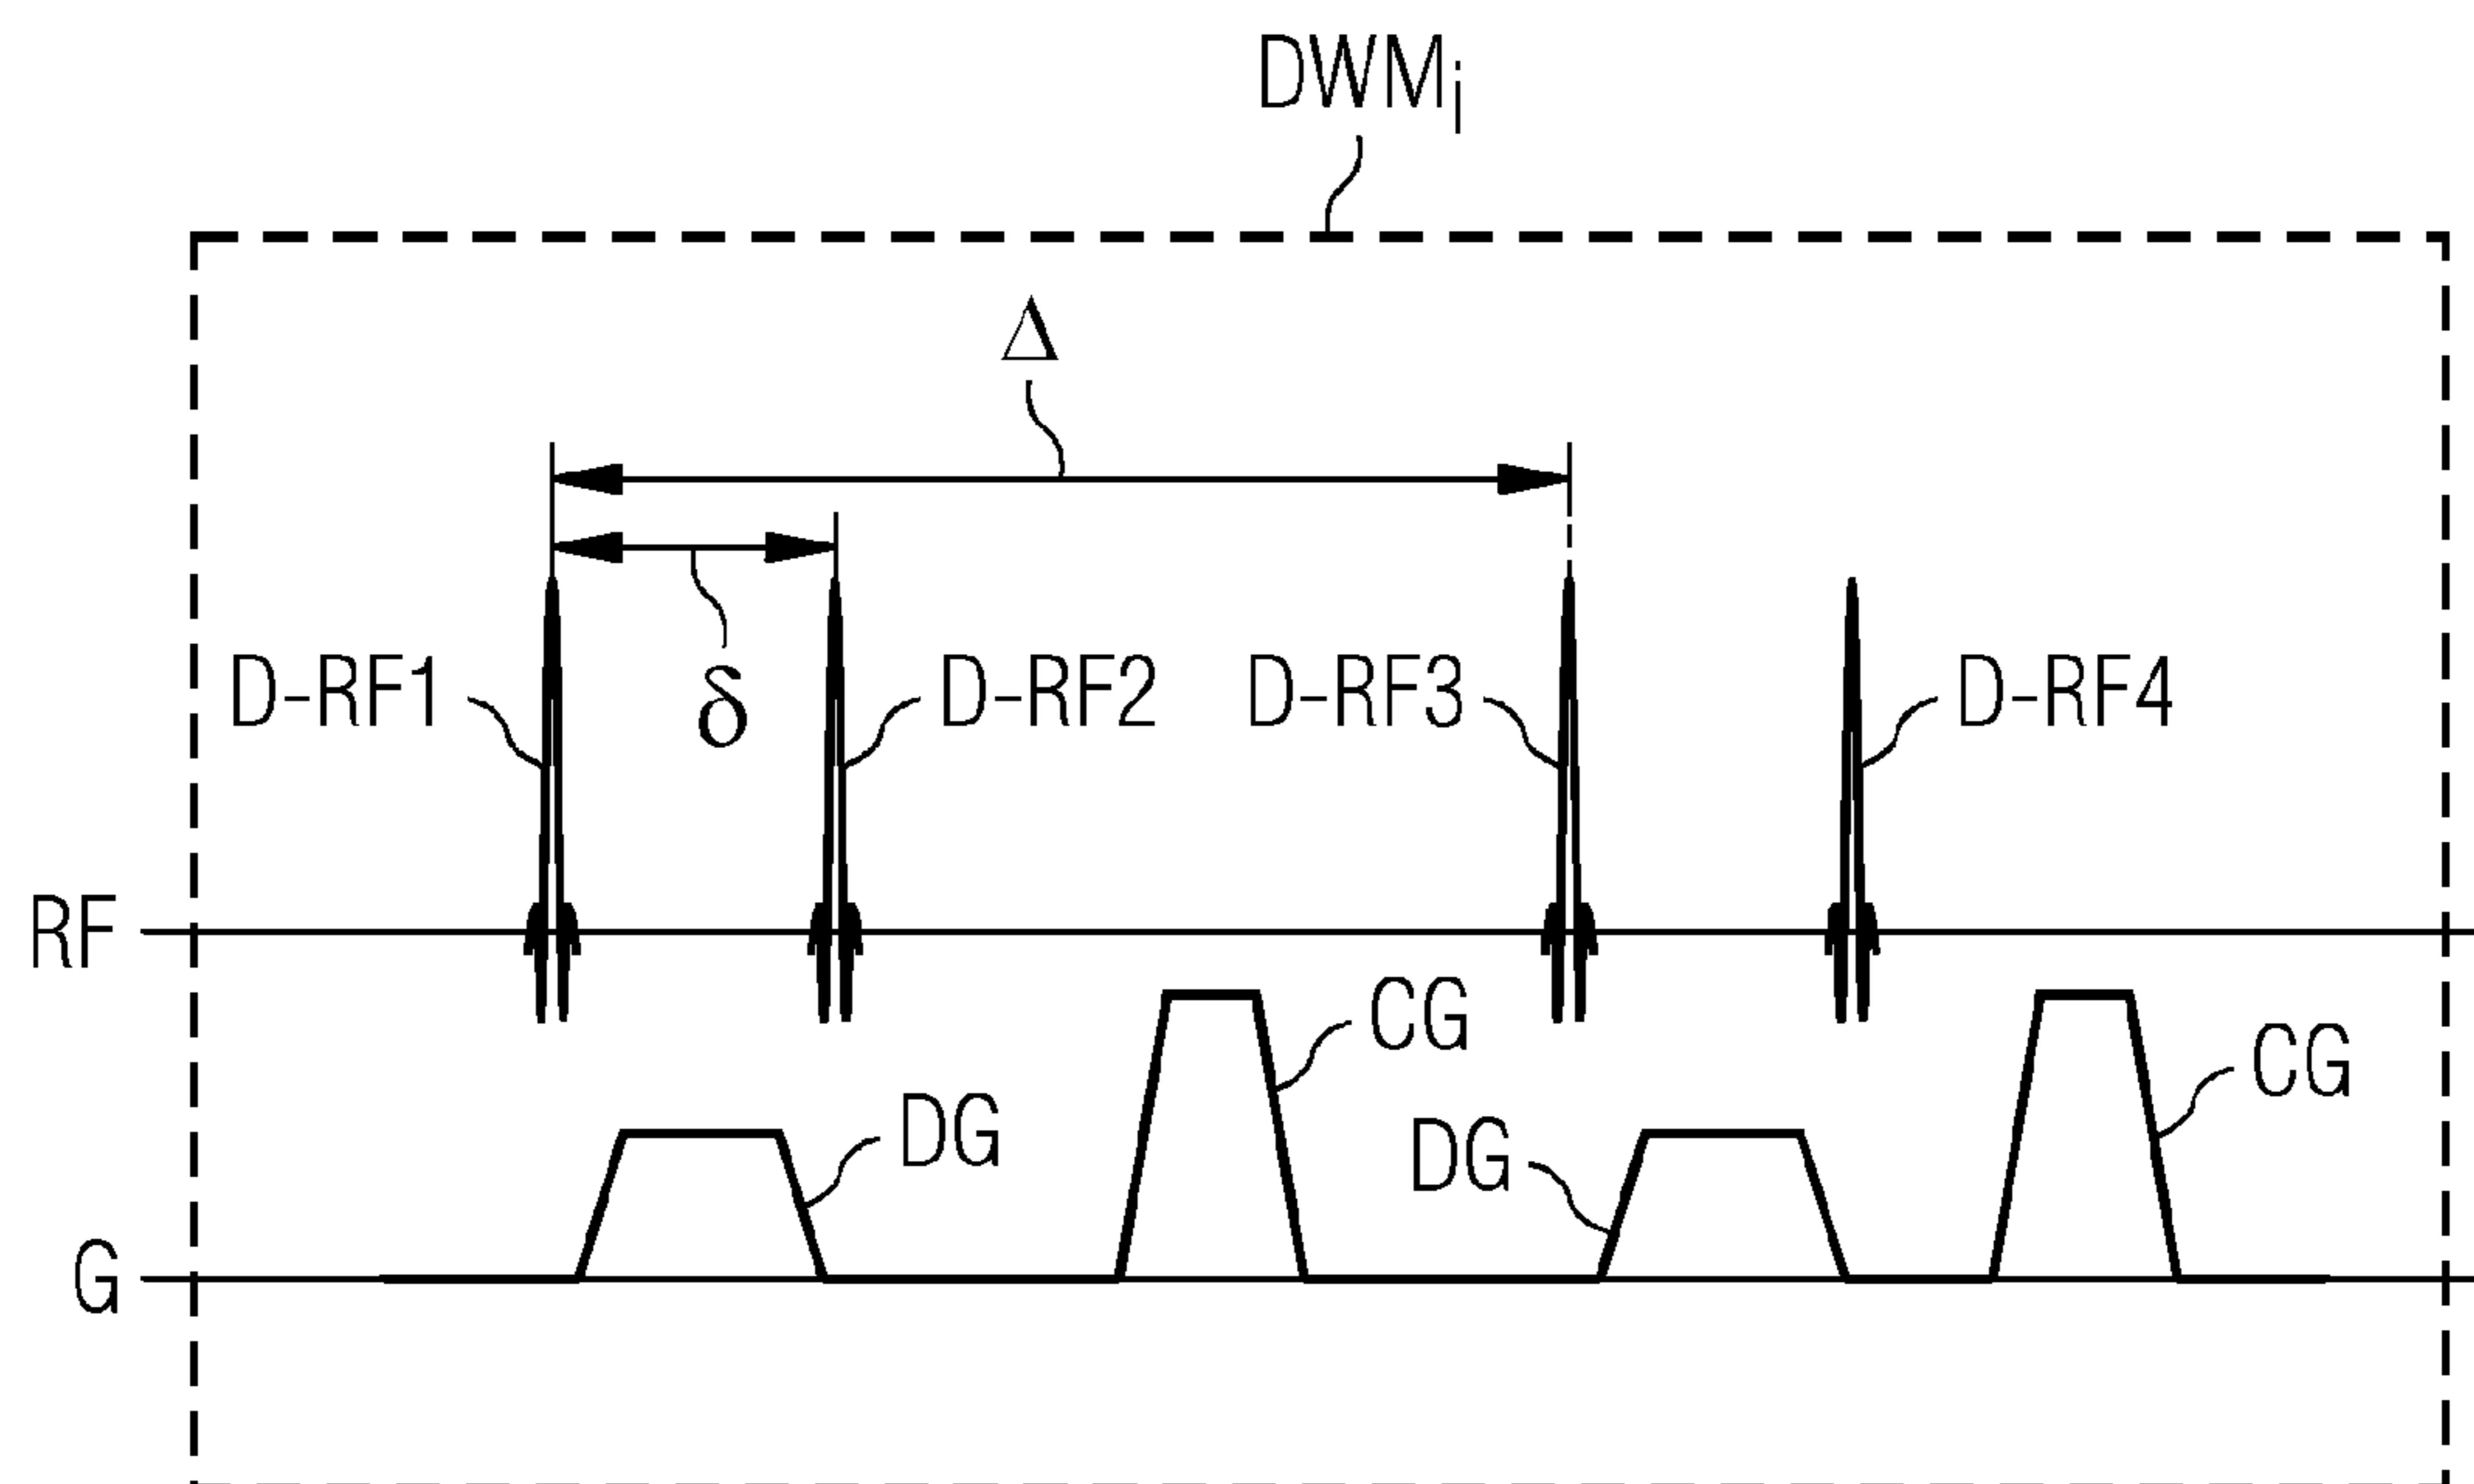 DWMi
Δ
δ
D-RF1
D-RF2
D-RF3
D-RF4
RF
CG
CG
DG
DG
G